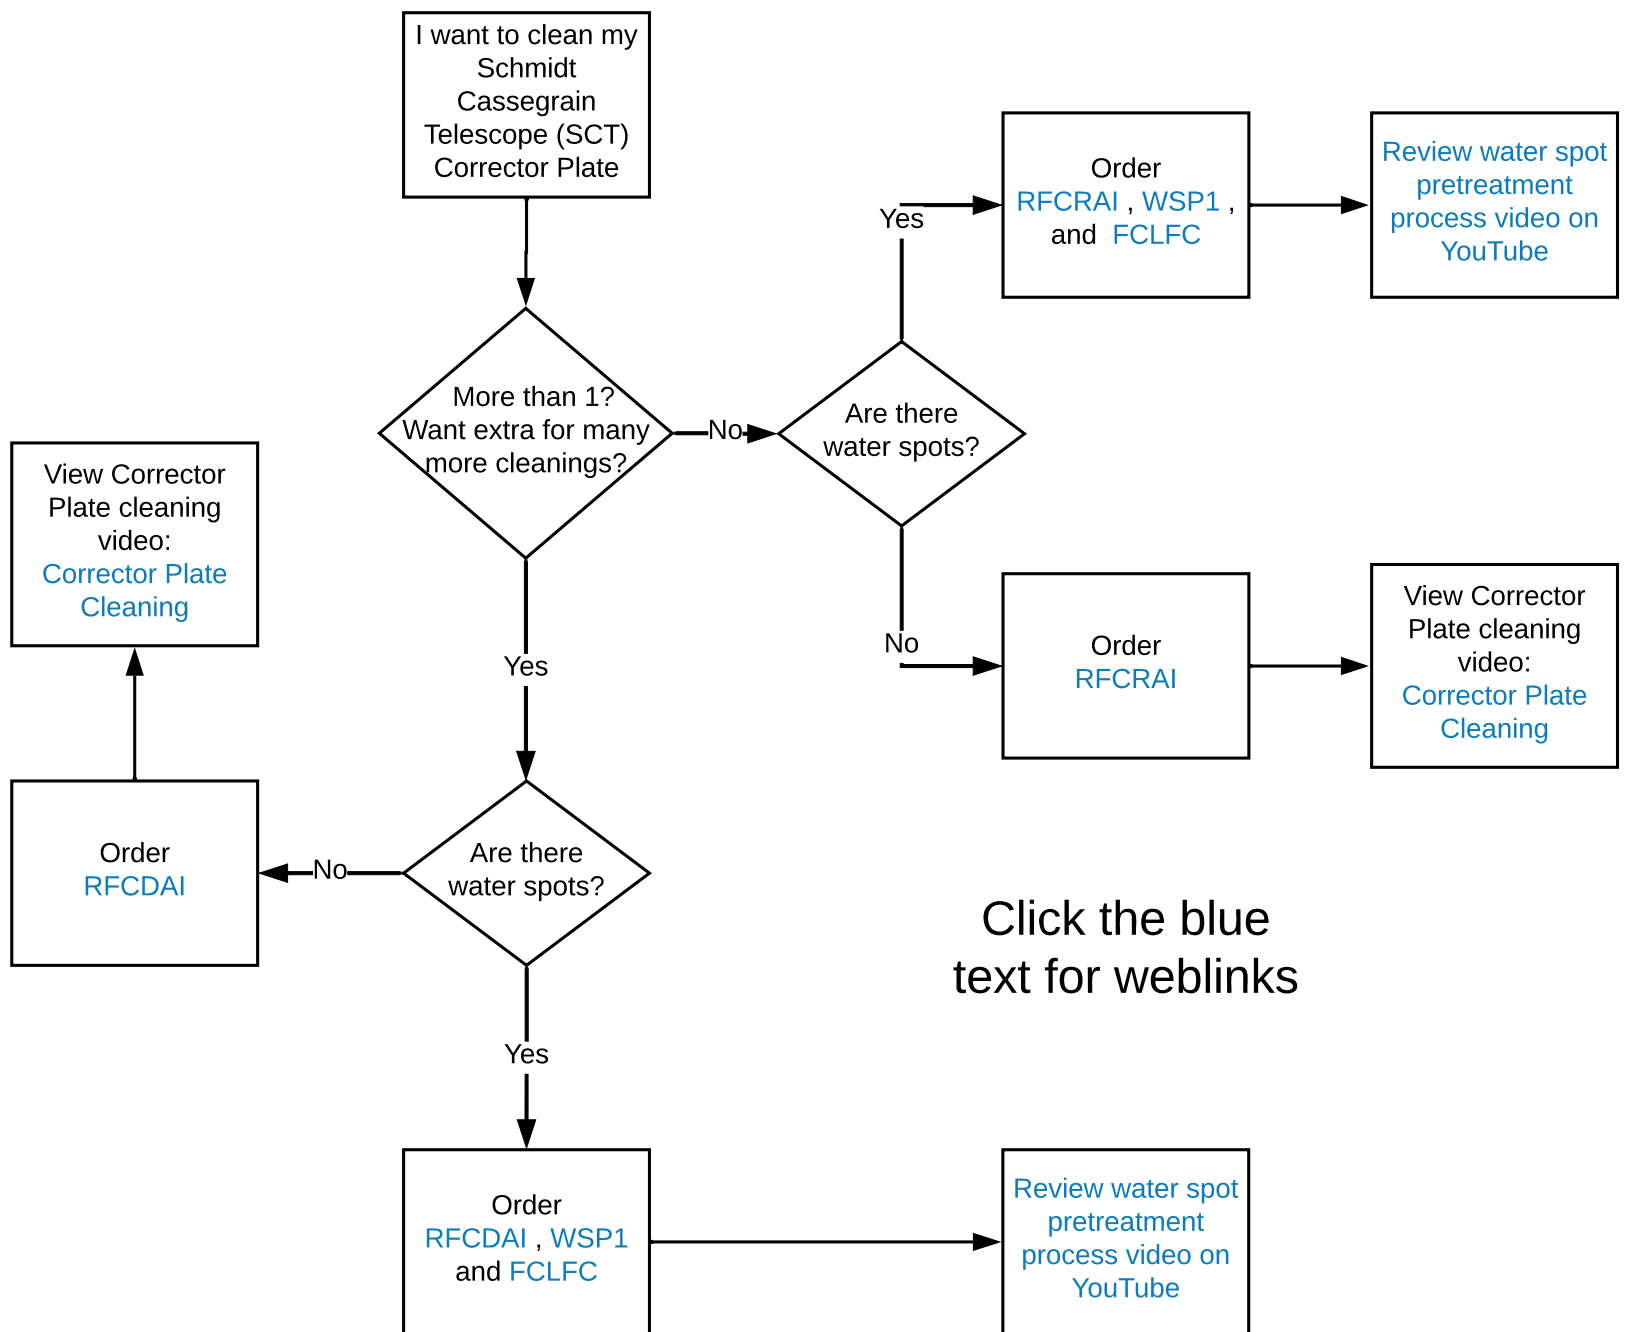 I want to clean my
Schmidt
Cassegrain
Telescope (SCT)
Corrector Plate
More than 1?
Want extra for many
more cleanings?
No
Are there
water spots?
Yes
Order
RFCRAI , WSP1 ,
and FCLFC
Review water spot
pretreatment
process video on
YouTube
No
Order
RFCRAI
View Corrector
Plate cleaning
video:
Corrector Plate
Cleaning
Yes
Are there
water spots?
No
Order
RFCDAI
View Corrector
Plate cleaning
video:
Corrector Plate
Cleaning
Yes
Order
RFCDAI , WSP1
and FCLFC
Review water spot
pretreatment
process video on
YouTube
Click the blue
text for weblinks